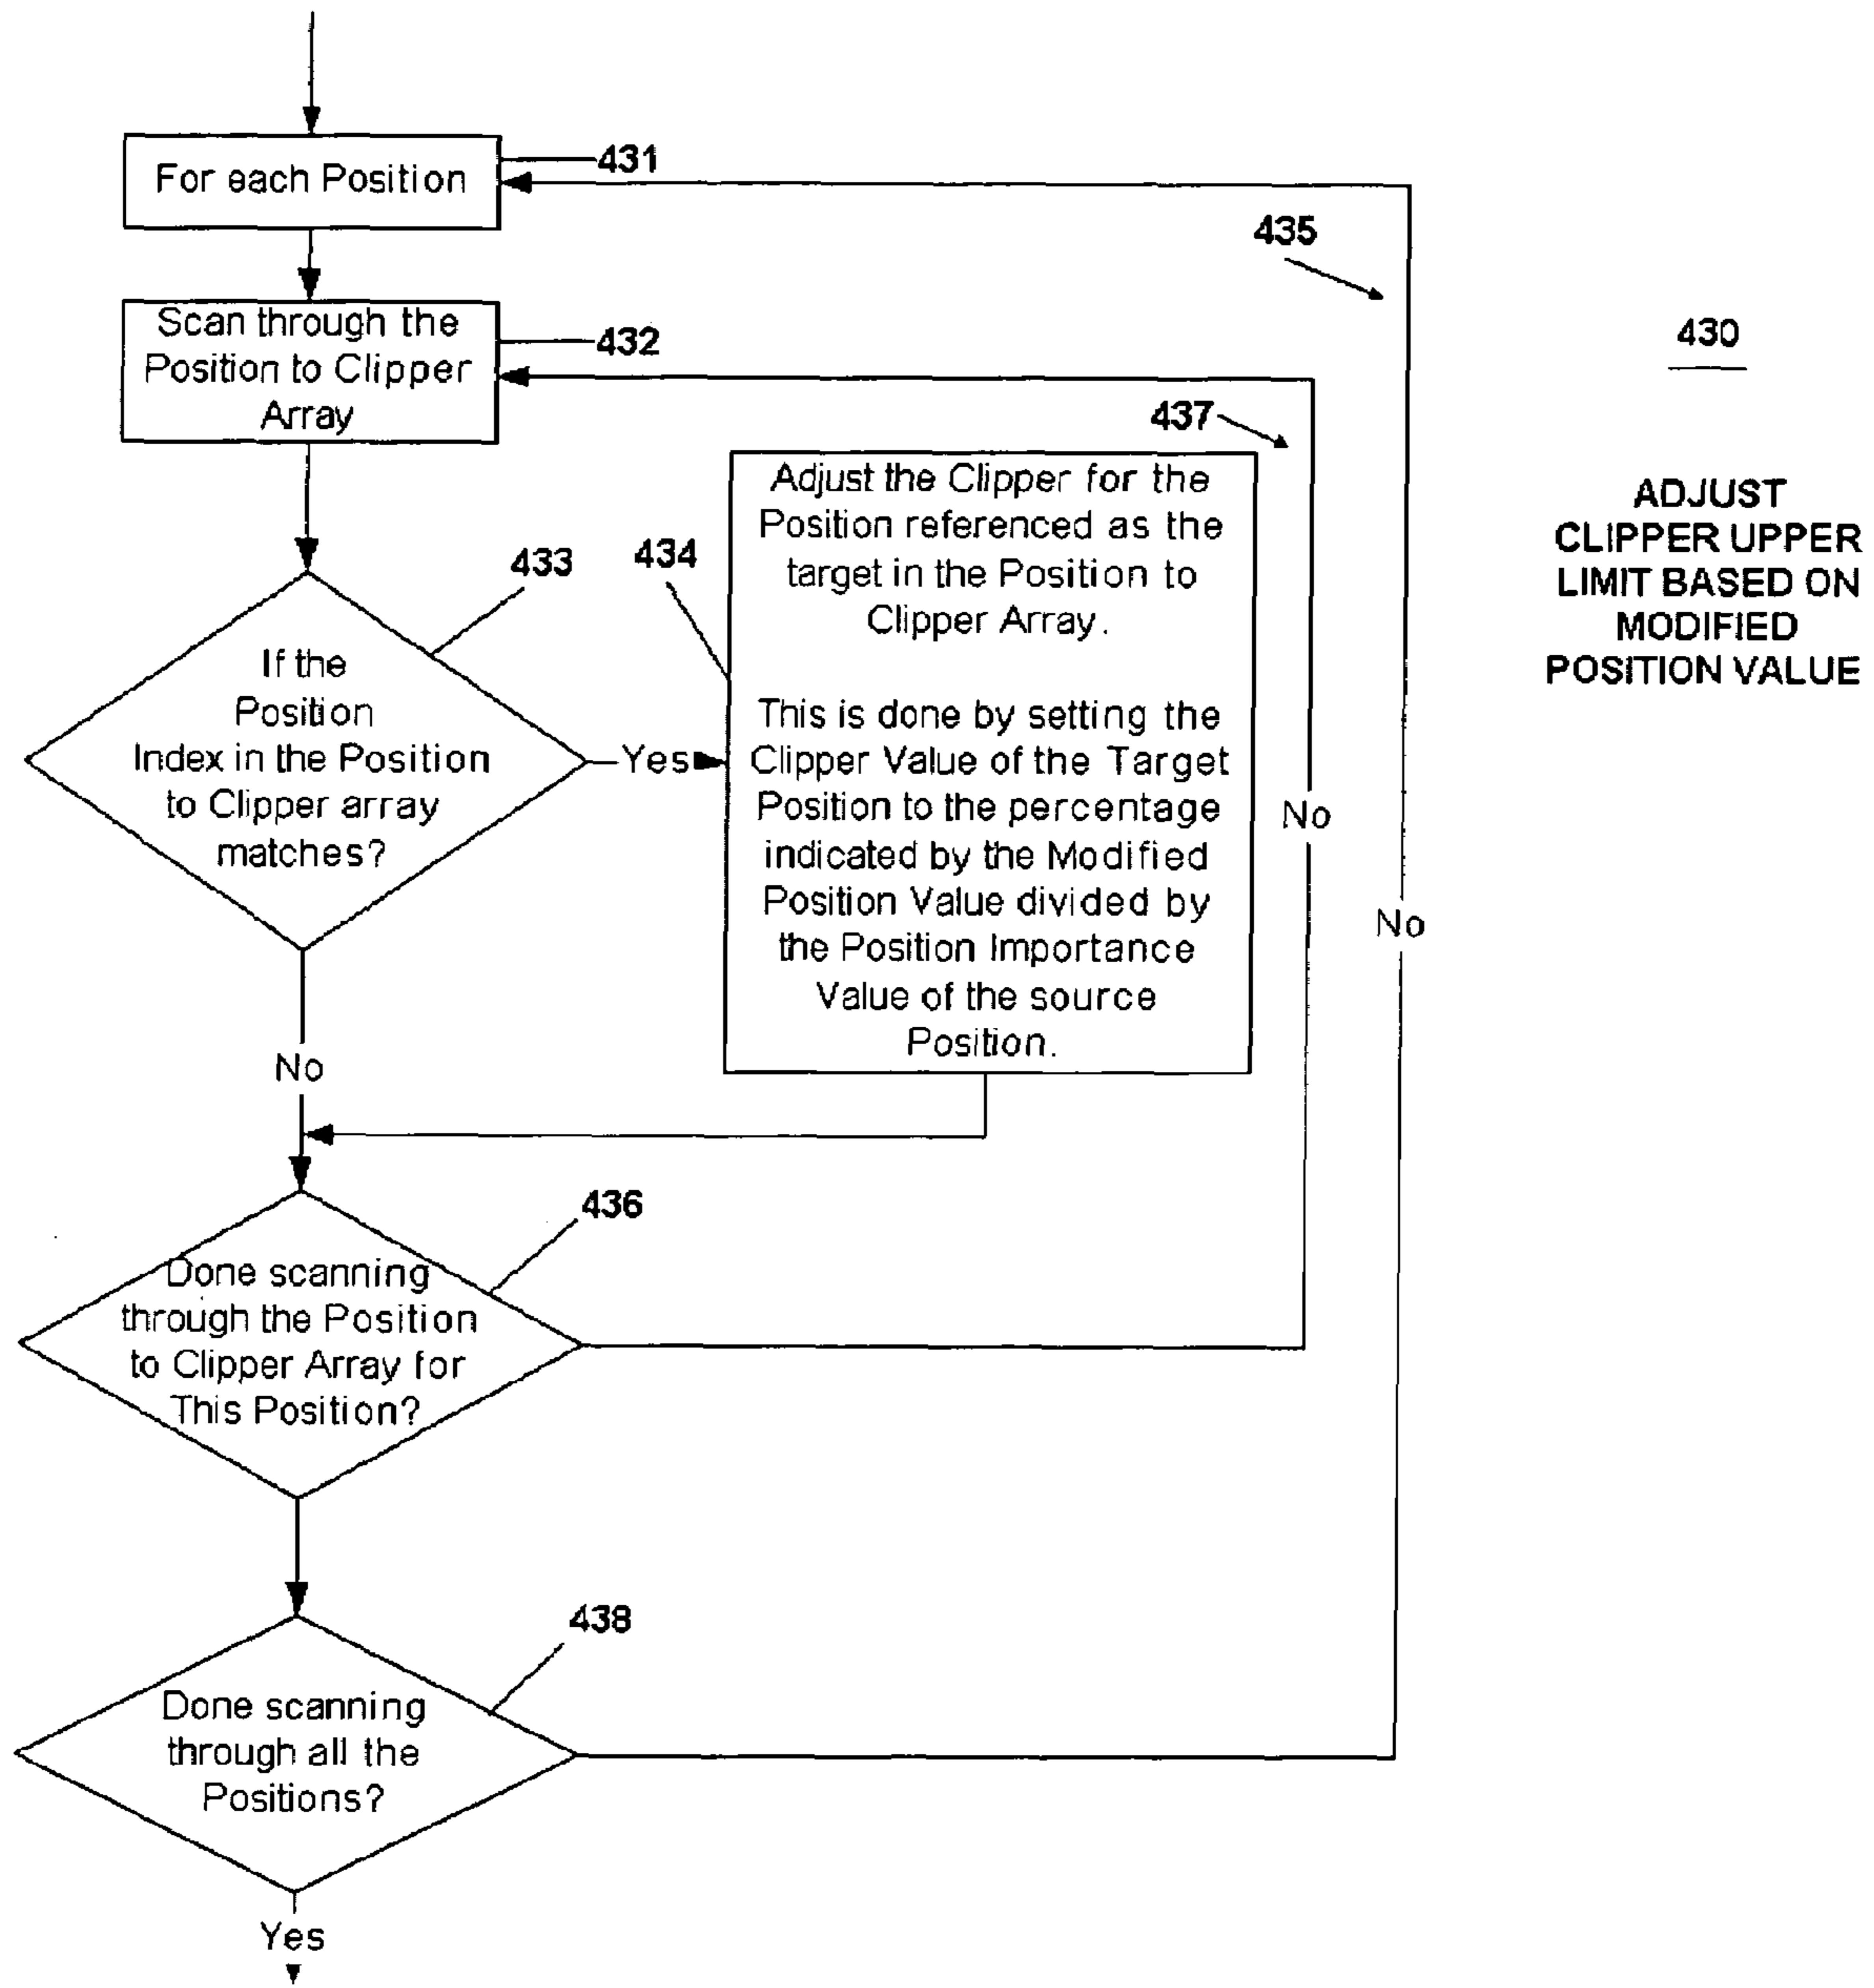 For each Position
431
Scan through the
Position to Clipper
Array
432
435
437
430
ADJUST
CLIPPER UPPER
LIMIT BASED ON
MODIFIED
POSITION VALUE
433
If the
Position
Index in the Position
to Clipper array
matches?
Yes
434
Adjust the Clipper for the
Position referenced as the
target in the Position to
Clipper Array.
This is done by setting the
Clipper Value of the Target
Position to the percentage
indicated by the Modified
Position Value divided by
the Position Importance
Value of the source
Position.
No
No
No
436
Done scanning
through the Position
to Clipper Array for
This Position?
438
Done scanning
through all the
Positions?
Yes